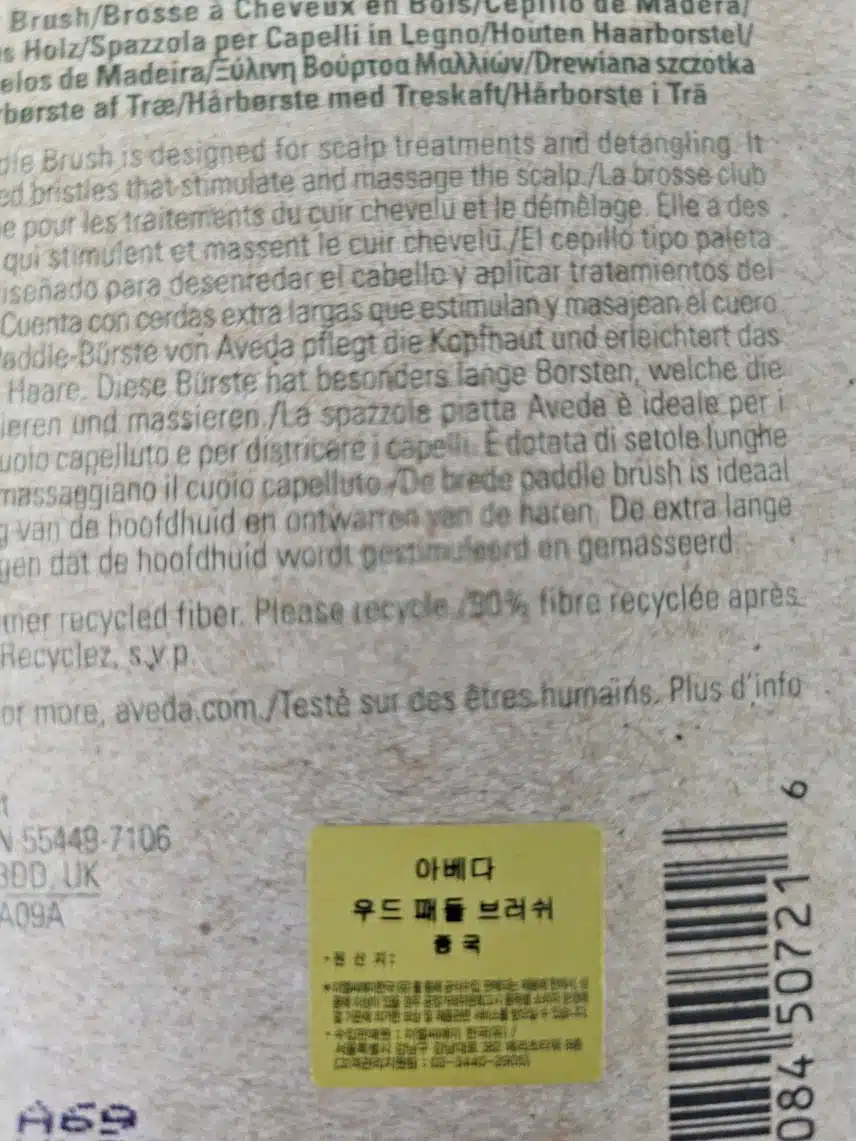 Brush/Brosse à Cheveux en Bois/Cepillo de Madera/
Holz/Spazzola per Capelli in Legno/Houten Haarborstel/
elos de Madeira/Ξύλινη Βούρτσα Μαλλιών/Drewiana szczotka
rbørste af Træ/Hårbørste med Treskaft/Hårborste i Trä
dle Brush is designed for scalp treatments and detangling. It
ed bristles that stimulate and massage the scalp./La brosse club
e pour les traitements du cuir chevelu et le démêlage. Elle a des
qui stimulent et massent le cuir chevelu./El cepillo tipo paleta
iseñado para desenredar el cabello y aplicar tratamientos del
Cuenta con cerdas extra largas que estimulan y masajean el cuero
addle-Bürste von Aveda pflegt die Kopfhaut und erleichtert das
Haare. Diese Bürste hat besonders lange Borsten, welche die
ieren und massieren./La spazzola piatta Aveda è ideale per i
uoio capelluto e per districare i capelli. È dotata di setole lunghe
massaggiano il cuoio capelluto./De brede paddle brush is ideaal
g van de hoofdhuid en ontwarren van de haren. De extra lange
gen dat de hoofdhuid wordt gestimuleerd en gemasseerd.
mer recycled fiber. Please recycle./90% fibre recyclée après
Recyclez, s.v.p.
or more, aveda.com./Testé sur des êtres humains. Plus d'info
N 55449-7106
3DD, UK
A09A
아베다
우드 패들 브러쉬
중국
*원산지:
084 50721 6
A69